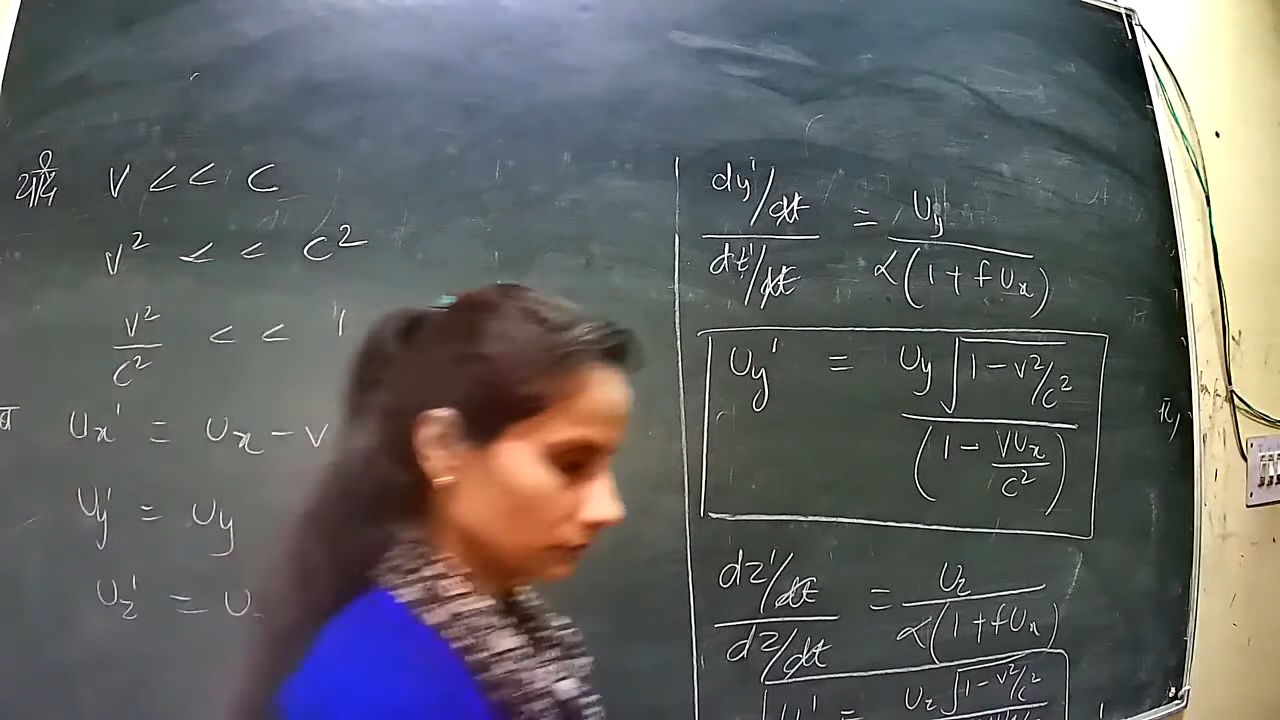 यदि V << C
V² << C²
V²/C² << 1
Ux' = Ux - V
Uy' = Uy
Uz' = U
(dy'/dt)/(dt'/dt) = Uy/(α(1 + fUx))
Uy' = Uy√(1 - V²/C²)/(1 - VUx/C²)
(dz'/dt)/(dz/dt) = Uz/(α(1 + fUx))
U' = Uz√(1 - V²/C²)